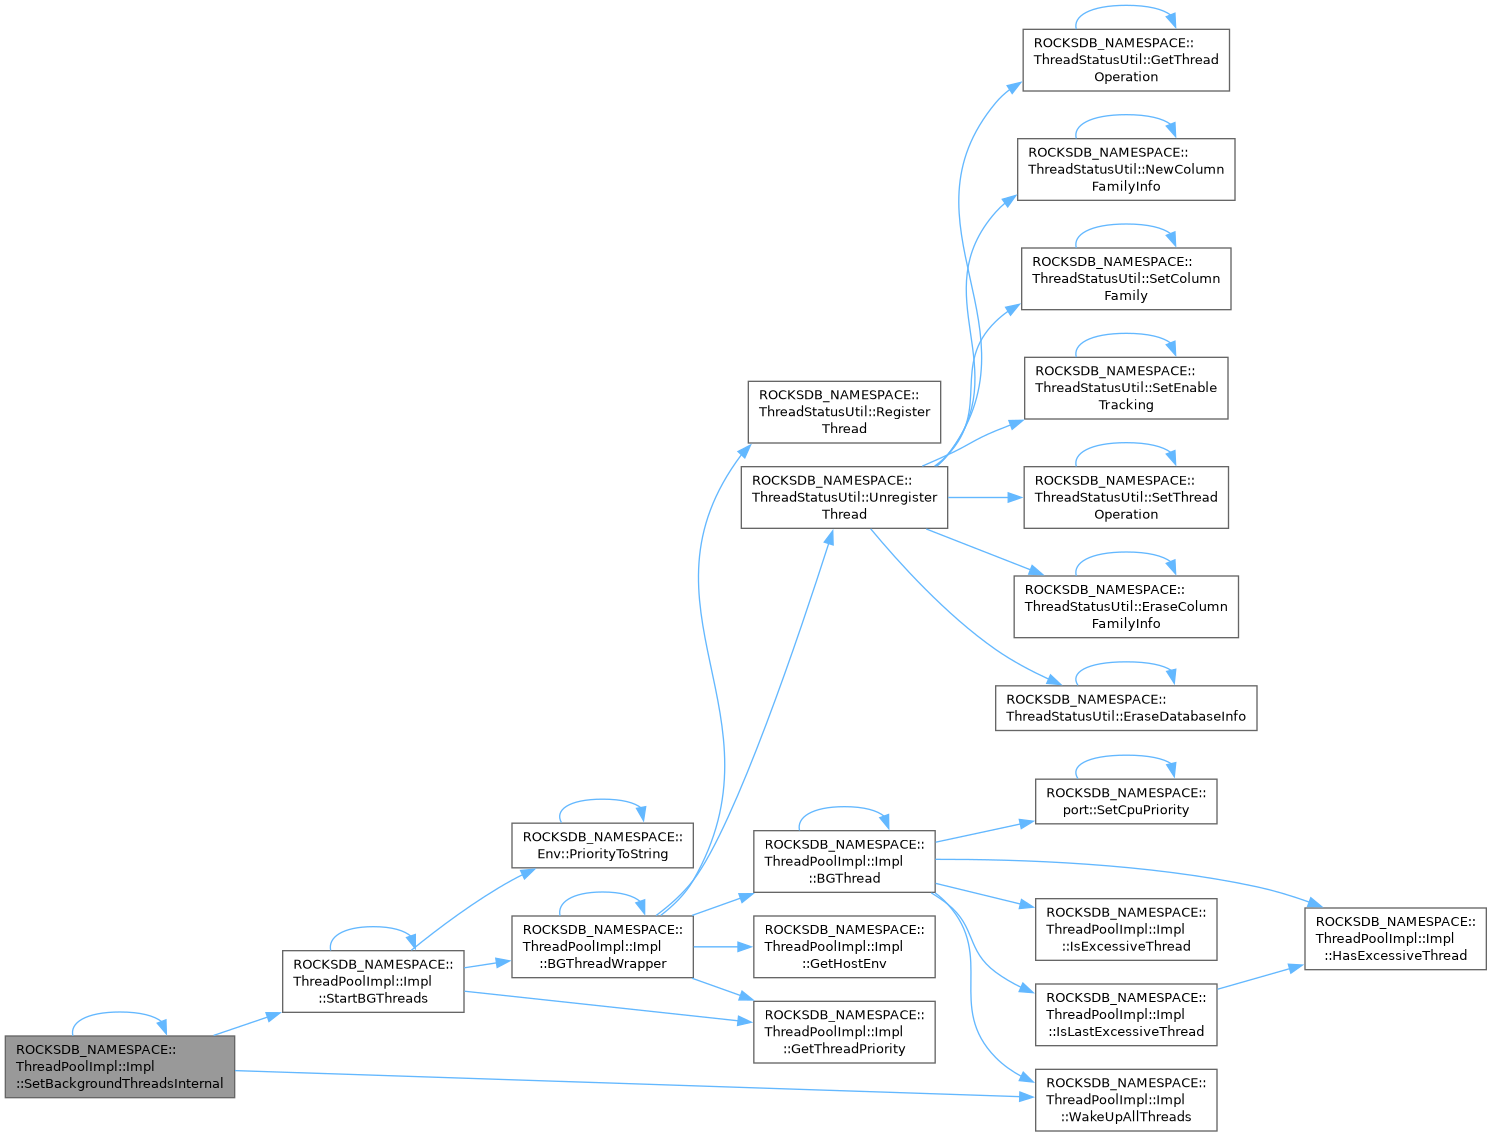 ROCKSDB_NAMESPACE::
ThreadStatusUtil::GetThread
Operation
ROCKSDB_NAMESPACE::
ThreadStatusUtil::NewColumn
FamilyInfo
ROCKSDB_NAMESPACE::
ThreadStatusUtil::SetColumn
Family
ROCKSDB_NAMESPACE::
ThreadStatusUtil::SetEnable
Tracking
ROCKSDB_NAMESPACE::
ThreadStatusUtil::Register
Thread
ROCKSDB_NAMESPACE::
ThreadStatusUtil::Unregister
Thread
ROCKSDB_NAMESPACE::
ThreadStatusUtil::SetThread
Operation
ROCKSDB_NAMESPACE::
ThreadStatusUtil::EraseColumn
FamilyInfo
ROCKSDB_NAMESPACE::
ThreadStatusUtil::EraseDatabaseInfo
ROCKSDB_NAMESPACE::
port::SetCpuPriority
ROCKSDB_NAMESPACE::
Env::PriorityToString
ROCKSDB_NAMESPACE::
ThreadPoolImpl::Impl
::BGThread
ROCKSDB_NAMESPACE::
ThreadPoolImpl::Impl
::IsExcessiveThread
ROCKSDB_NAMESPACE::
ThreadPoolImpl::Impl
::HasExcessiveThread
ROCKSDB_NAMESPACE::
ThreadPoolImpl::Impl
::BGThreadWrapper
ROCKSDB_NAMESPACE::
ThreadPoolImpl::Impl
::GetHostEnv
ROCKSDB_NAMESPACE::
ThreadPoolImpl::Impl
::StartBGThreads
ROCKSDB_NAMESPACE::
ThreadPoolImpl::Impl
::IsLastExcessiveThread
ROCKSDB_NAMESPACE::
ThreadPoolImpl::Impl
::GetThreadPriority
ROCKSDB_NAMESPACE::
ThreadPoolImpl::Impl
::SetBackgroundThreadsInternal
ROCKSDB_NAMESPACE::
ThreadPoolImpl::Impl
::WakeUpAllThreads